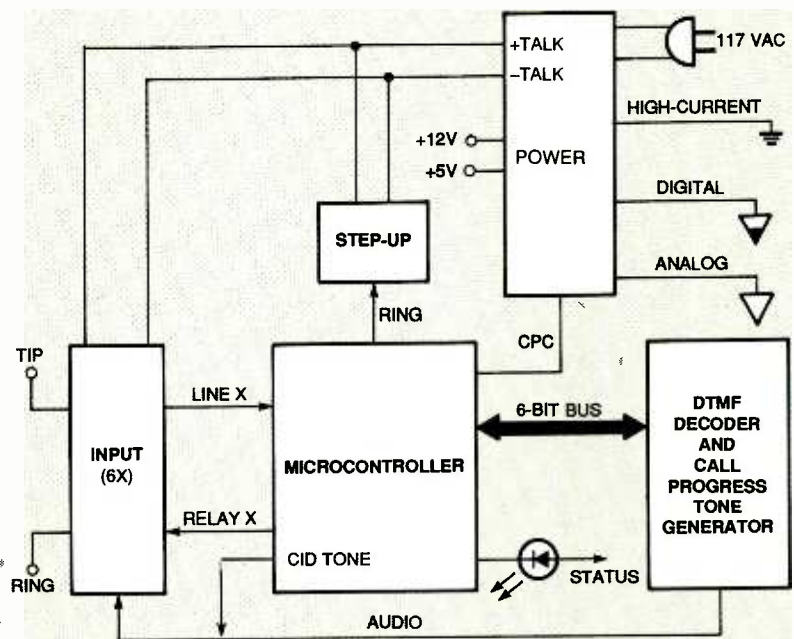 +TALK
117 VAC
–TALK
HIGH-CURRENT
+12V
+5V
POWER
DIGITAL
STEP-UP
ANALOG
RING
CPC
TIP
LINE X
6-BIT BUS
DTMF
DECODER
AND
CALL
PROGRESS
TONE
GENERATOR
INPUT
(6X)
MICROCONTROLLER
RELAY X
CID TONE
STATUS
RING
AUDIO